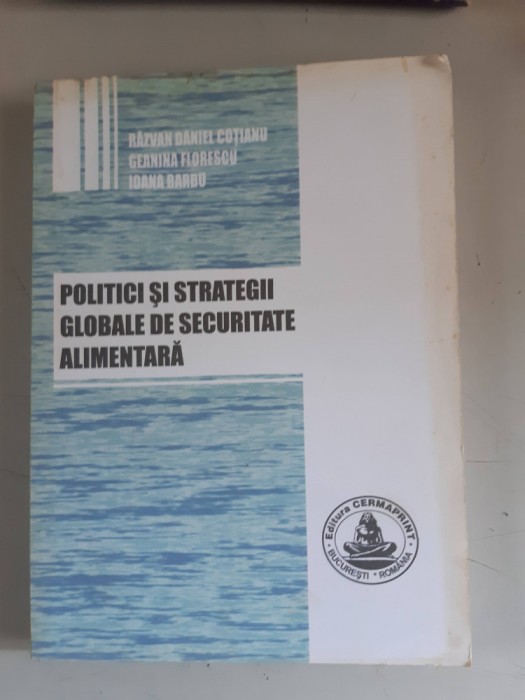 RĂZVAN DANIEL COȚIANU
GEANINA FLORESCU
IOANA BARBU
POLITICI ȘI STRATEGII
GLOBALE DE SECURITATE
ALIMENTARĂ
Editura CERMAPRINT
BUCUREȘTI • ROMÂNIA